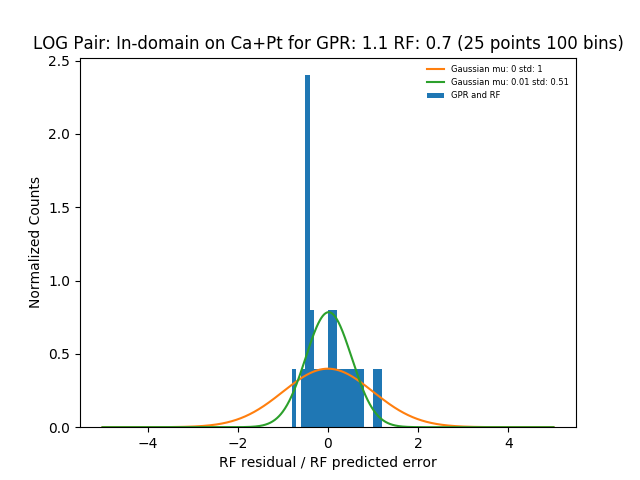 LOG Pair: In-domain on Ca+Pt for GPR: 1.1 RF: 0.7 (25 points 100 bins)
Gaussian mu: 0 std: 1
Gaussian mu: 0.01 std: 0.51
GPR and RF
Normalized Counts
2.5
2.0
1.5
1.0
0.5
0.0
−4 −2 0 2 4
RF residual / RF predicted error